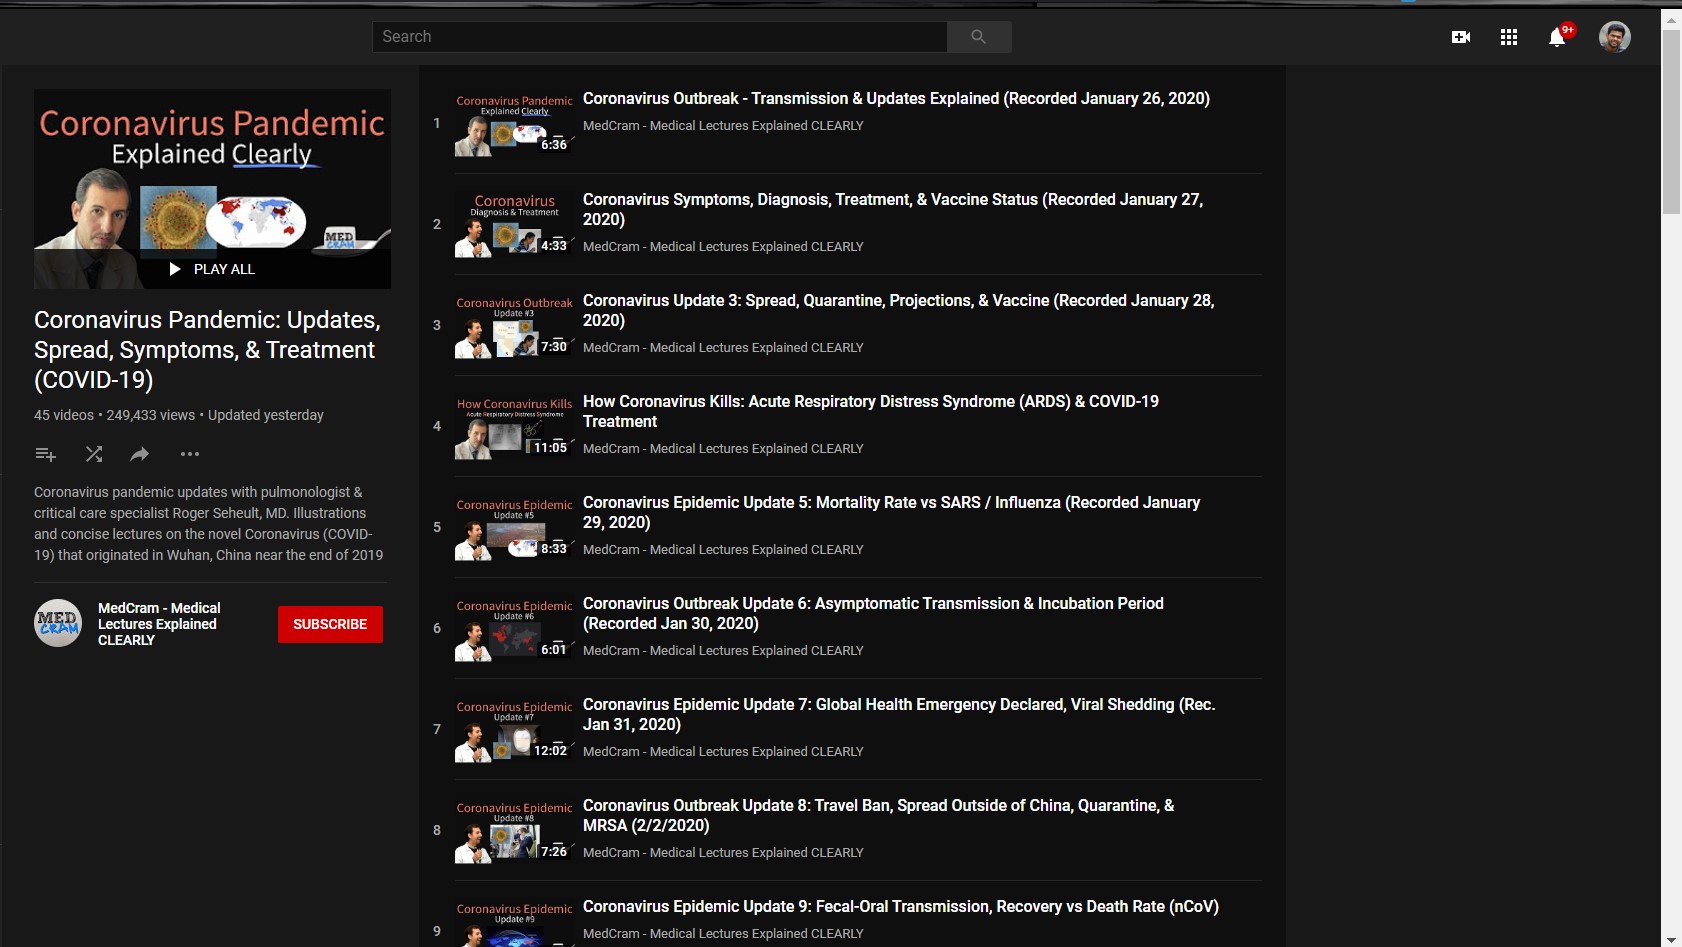 Search
9+
Coronavirus Pandemic
Explained Clearly
MED
CRAM
PLAY ALL
Coronavirus Pandemic: Updates,
Spread, Symptoms, & Treatment
(COVID-19)
45 videos • 249,433 views • Updated yesterday
Coronavirus pandemic updates with pulmonologist &
critical care specialist Roger Seheult, MD. Illustrations
and concise lectures on the novel Coronavirus (COVID-
19) that originated in Wuhan, China near the end of 2019
MED
CRAM
MedCram - Medical
Lectures Explained
CLEARLY
SUBSCRIBE
1
Coronavirus Pandemic
Explained Clearly
6:36
Coronavirus Outbreak - Transmission & Updates Explained (Recorded January 26, 2020)
MedCram - Medical Lectures Explained CLEARLY
2
Coronavirus
Diagnosis & Treatment
4:33
Coronavirus Symptoms, Diagnosis, Treatment, & Vaccine Status (Recorded January 27,
2020)
MedCram - Medical Lectures Explained CLEARLY
3
Coronavirus Outbreak
Update #3
7:30
Coronavirus Update 3: Spread, Quarantine, Projections, & Vaccine (Recorded January 28,
2020)
MedCram - Medical Lectures Explained CLEARLY
4
How Coronavirus Kills
Acute Respiratory Distress Syndrome
11:05
How Coronavirus Kills: Acute Respiratory Distress Syndrome (ARDS) & COVID-19
Treatment
MedCram - Medical Lectures Explained CLEARLY
5
Coronavirus Epidemic
Update #5
8:33
Coronavirus Epidemic Update 5: Mortality Rate vs SARS / Influenza (Recorded January
29, 2020)
MedCram - Medical Lectures Explained CLEARLY
6
Coronavirus Epidemic
Update #6
6:01
Coronavirus Outbreak Update 6: Asymptomatic Transmission & Incubation Period
(Recorded Jan 30, 2020)
MedCram - Medical Lectures Explained CLEARLY
7
Coronavirus Epidemic
Update #7
12:02
Coronavirus Epidemic Update 7: Global Health Emergency Declared, Viral Shedding (Rec.
Jan 31, 2020)
MedCram - Medical Lectures Explained CLEARLY
8
Coronavirus Epidemic
Update #8
7:26
Coronavirus Outbreak Update 8: Travel Ban, Spread Outside of China, Quarantine, &
MRSA (2/2/2020)
MedCram - Medical Lectures Explained CLEARLY
9
Coronavirus Epidemic
Update #9
Coronavirus Epidemic Update 9: Fecal-Oral Transmission, Recovery vs Death Rate (nCoV)
MedCram - Medical Lectures Explained CLEARLY